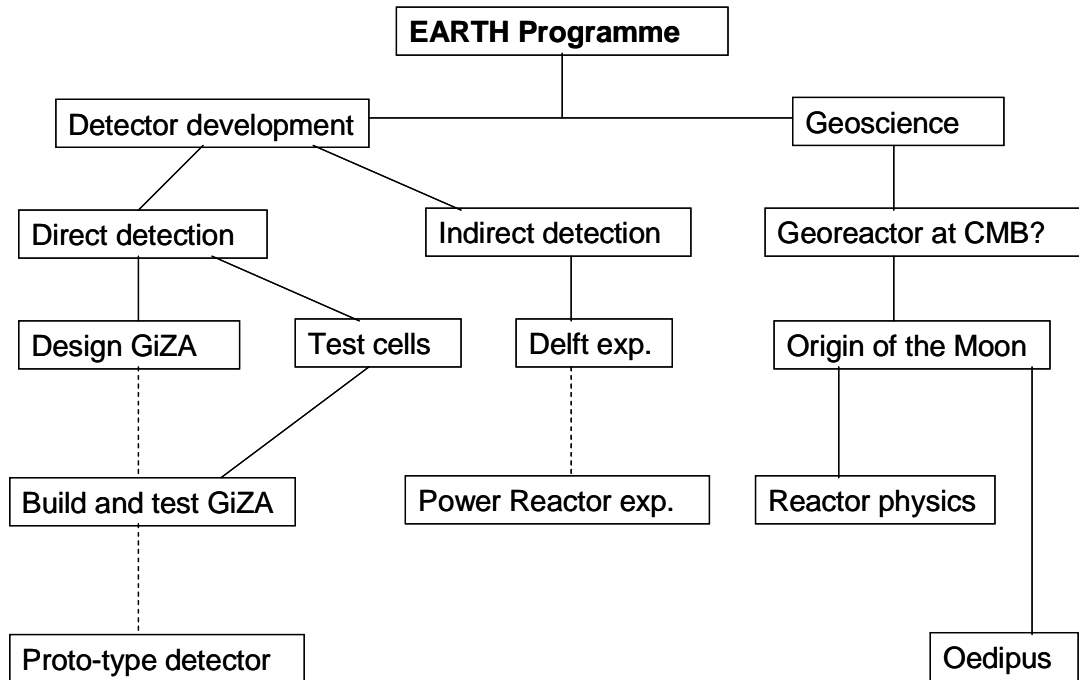 EARTH Programme
Detector development
Geoscience
Direct detection
Indirect detection
Georeactor at CMB?
Design GiZA
Test cells
Delft exp.
Origin of the Moon
Build and test GiZA
Power Reactor exp.
Reactor physics
Proto-type detector
Oedipus